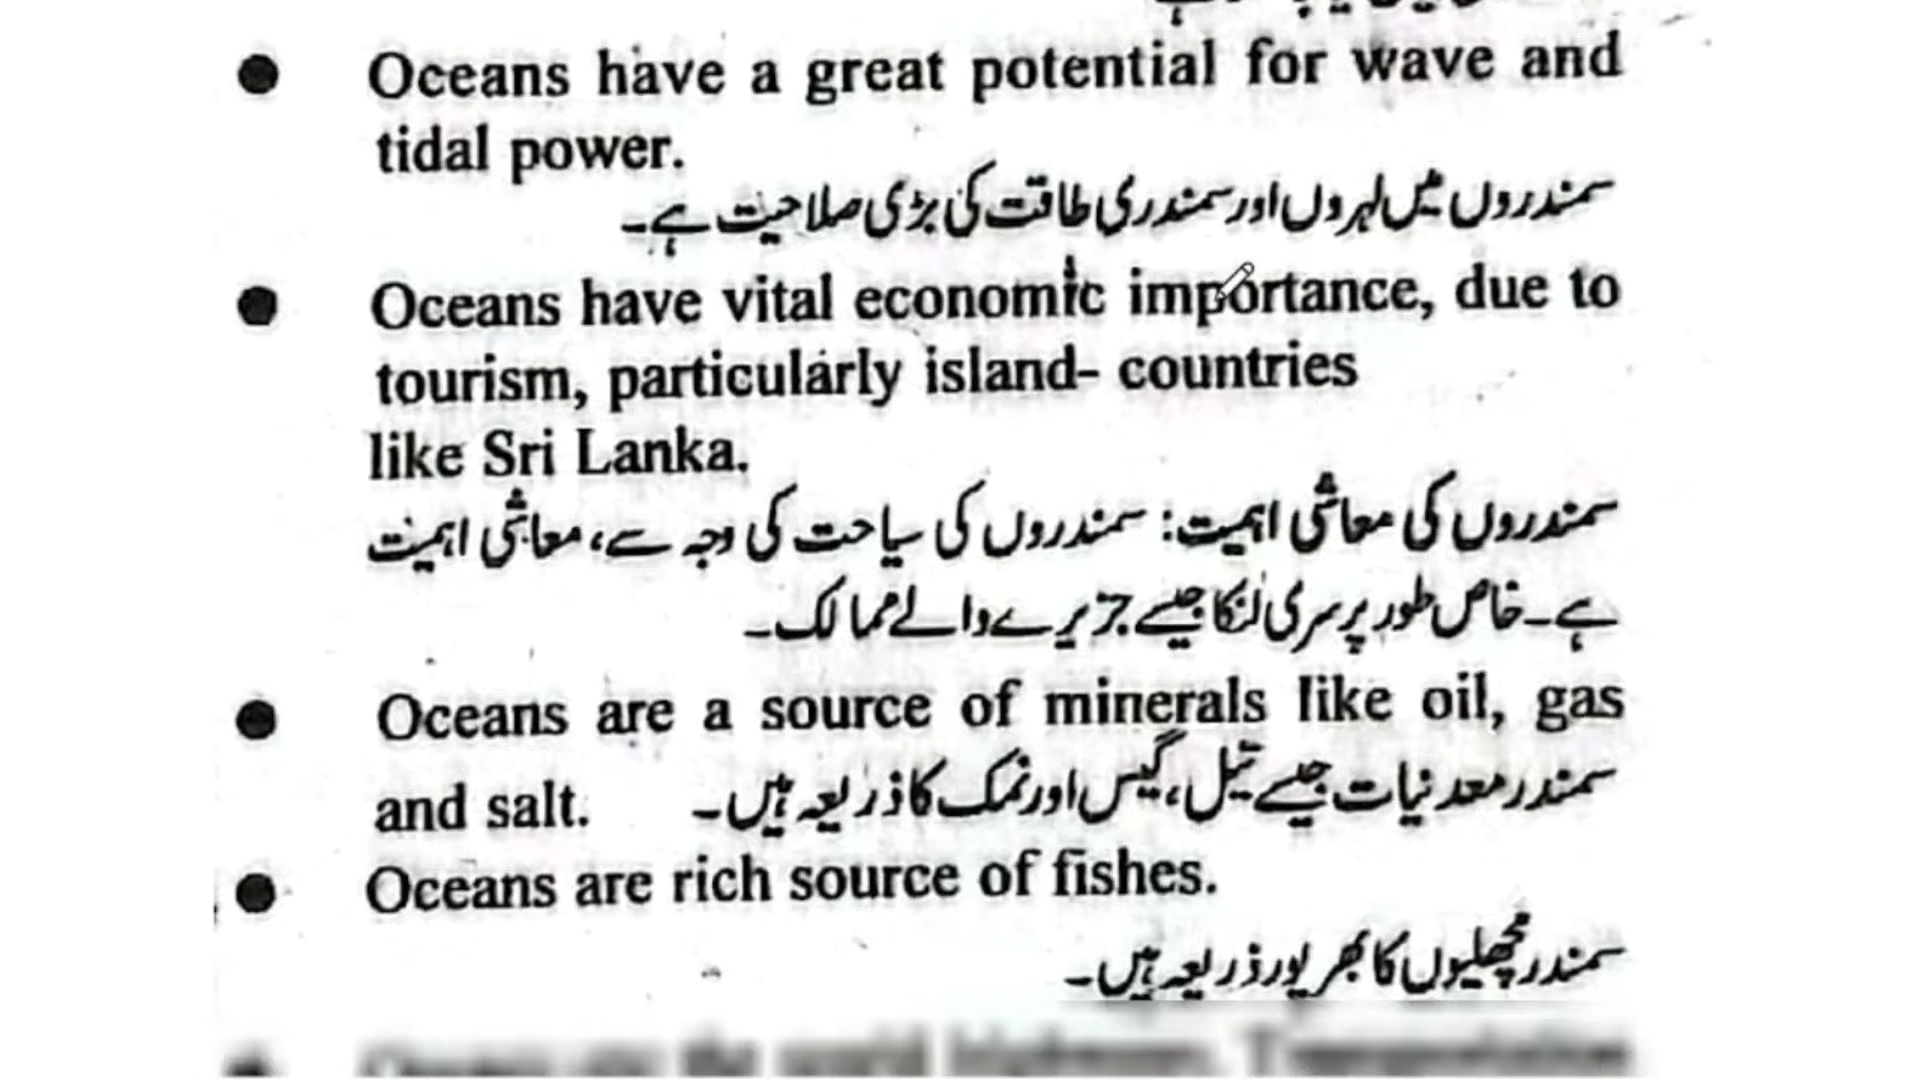 ● Oceans have a great potential for wave and
tidal power.
سمندروں میں لہروں اور سمندری طاقت کی بڑی صلاحیت ہے۔
● Oceans have vital economic importance, due to
tourism, particularly island- countries
like Sri Lanka.
سمندروں کی معاشی اہمیت: سمندروں کی سیاحت کی وجہ سے، معاشی اہمیت
ہے۔ خاص طور پر سری لنکا جیسے جزیرے والے ممالک۔
● Oceans are a source of minerals like oil, gas
and salt. سمندر معدنیات جیسے تیل، گیس اور نمک کا ذریعہ ہیں۔
● Oceans are rich source of fishes.
سمندر مچھلیوں کا بھرپور ذریعہ ہیں۔